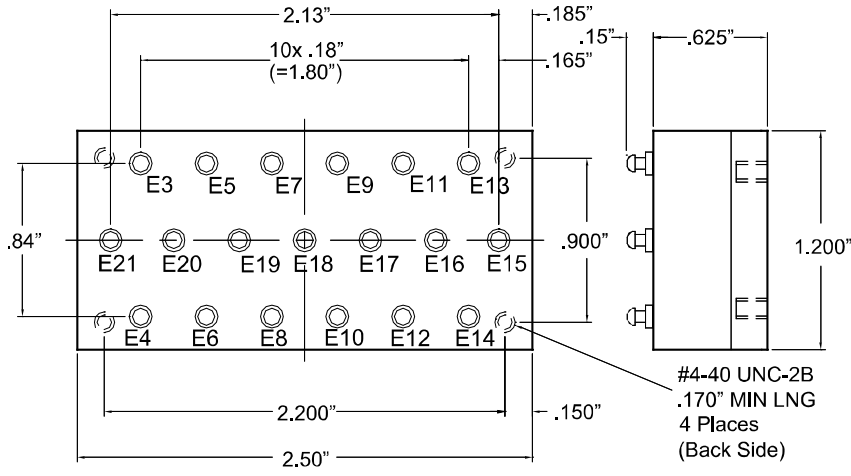 2.13”
.185”
10x .18”
(=1.80”)
.165”
.15”
.625”
E3 E5 E7 E9 E11 E13
.84”
E21 E20 E19 E18 E17 E16 E15
.900”
1.200”
E4 E6 E8 E10 E12 E14
2.200”
.150”
2.50”
#4-40 UNC-2B
.170” MIN LNG
4 Places
(Back Side)